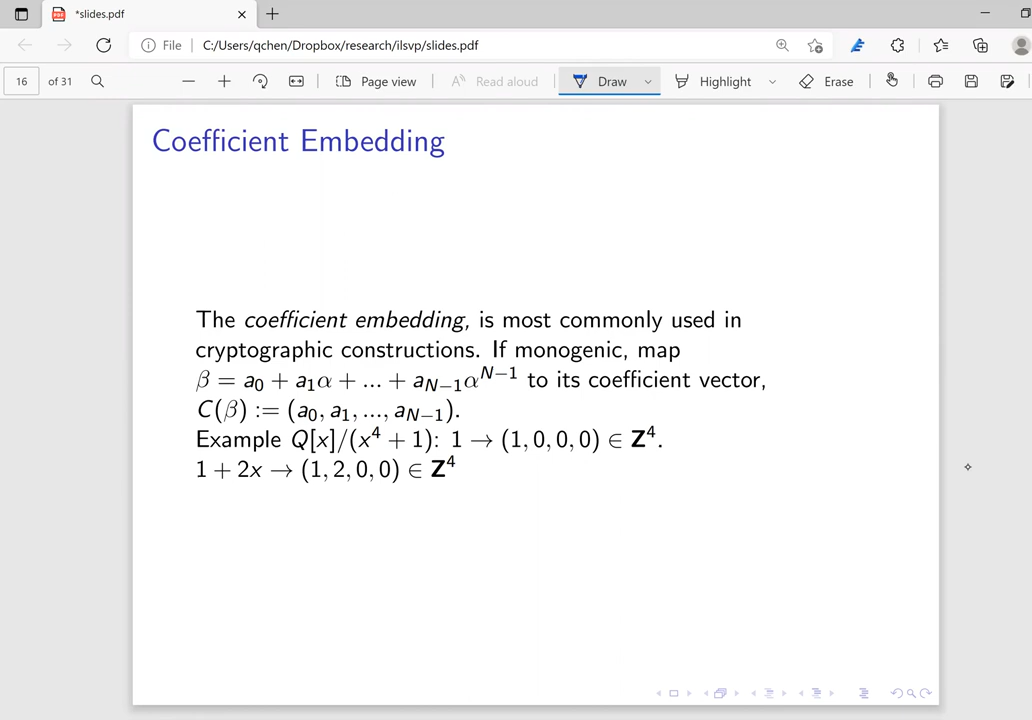 *slides.pdf
File C:/Users/qchen/Dropbox/research/ilsvp/slides.pdf
16 of 31 Page view Read aloud Draw Highlight Erase
Coefficient Embedding
The coefficient embedding, is most commonly used in
cryptographic constructions. If monogenic, map
β = a₀ + a₁α + ... + a_{N−1}α^{N−1} to its coefficient vector,
C(β) := (a₀, a₁, ..., a_{N−1}).
Example Q[x]/(x⁴ + 1): 1 → (1, 0, 0, 0) ∈ Z⁴.
1 + 2x → (1, 2, 0, 0) ∈ Z⁴